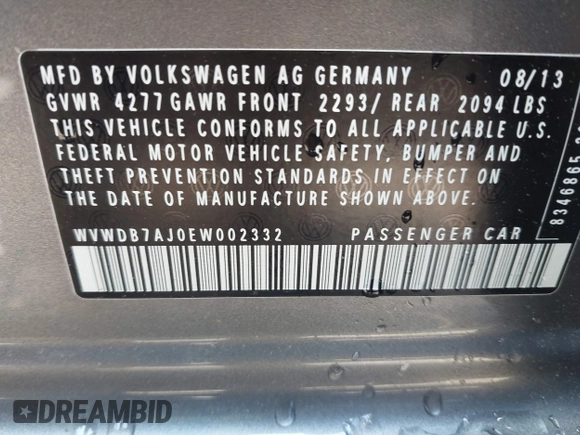 MFD BY VOLKSWAGEN AG GERMANY 08/13
GVWR 4277 GAWR FRONT 2293/ REAR 2094 LBS
THIS VEHICLE CONFORMS TO ALL APPLICABLE U.S.
FEDERAL MOTOR VEHICLE SAFETY, BUMPER AND
THEFT PREVENTION STANDARDS IN EFFECT ON
THE DATE OF MANUFACTURE SHOWN ABOVE.
WVWDB7AJ0EW002332 PASSENGER CAR
8346865
DREAMBID